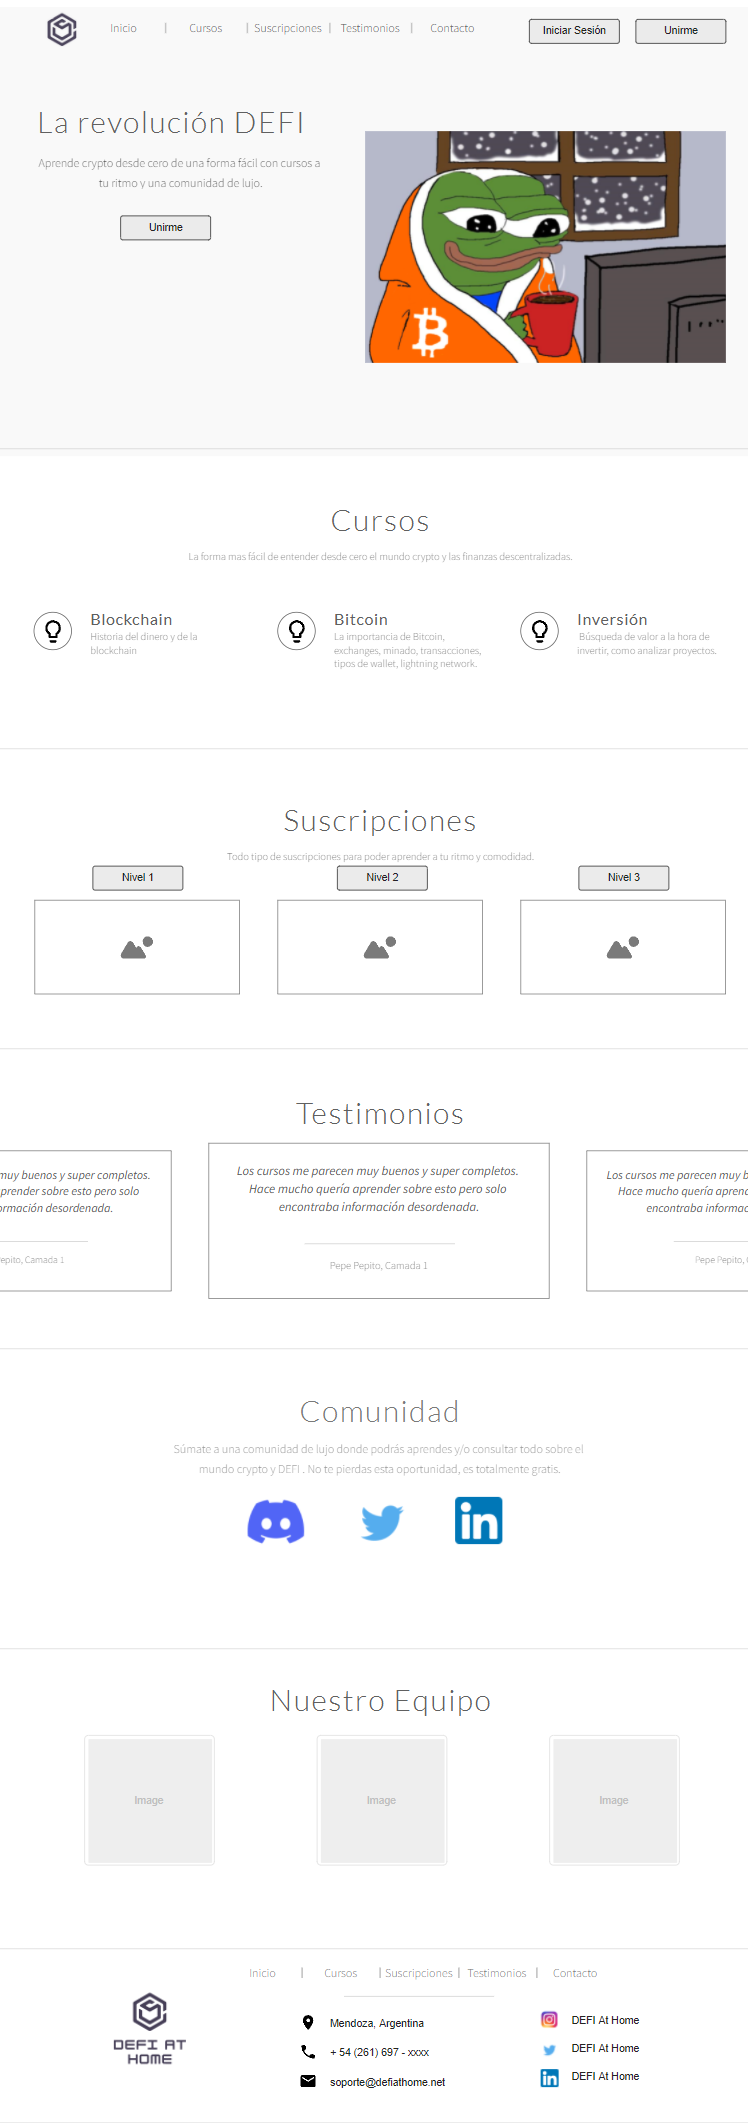 Inicio | Cursos | Suscripciones | Testimonios | Contacto
Iniciar Sesión
Unirme
La revolución DEFI
Aprende crypto desde cero de una forma fácil con cursos a
tu ritmo y una comunidad de lujo.
Unirme
Cursos
La forma mas fácil de entender desde cero el mundo crypto y las finanzas descentralizadas.
Blockchain
Historia del dinero y de la
blockchain
Bitcoin
La importancia de Bitcoin,
exchanges, minado, transacciones,
tipos de wallet, lightning network.
Inversión
Búsqueda de valor a la hora de
invertir, como analizar proyectos.
Suscripciones
Todo tipo de suscripciones para poder aprender a tu ritmo y comodidad.
Nivel 1
Nivel 2
Nivel 3
Testimonios
muy buenos y super completos.
prender sobre esto pero solo
ormación desordenada.
epito, Camada 1
Los cursos me parecen muy buenos y super completos.
Hace mucho quería aprender sobre esto pero solo
encontraba información desordenada.
Pepe Pepito, Camada 1
Los cursos me parecen muy b
Hace mucho quería aprend
encontraba informac
Pepe Pepito,
Comunidad
Súmate a una comunidad de lujo donde podrás aprendes y/o consultar todo sobre el
mundo crypto y DEFI . No te pierdas esta oportunidad, es totalmente gratis.
in
Nuestro Equipo
Image
Image
Image
Inicio | Cursos | Suscripciones | Testimonios | Contacto
DEFI AT
HOME
Mendoza, Argentina
+ 54 (261) 697 - xxxx
soporte@defiathome.net
DEFI At Home
DEFI At Home
in
DEFI At Home